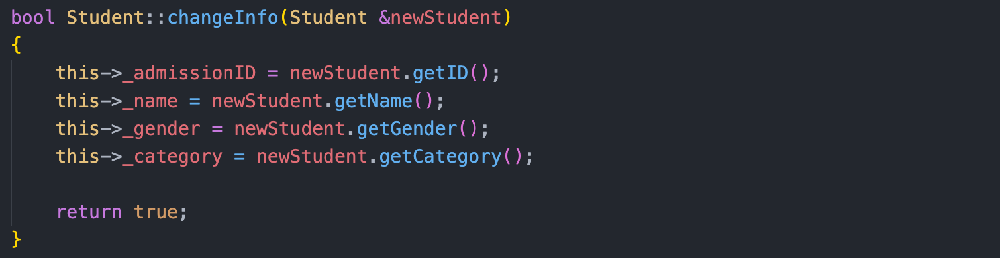 bool Student::changeInfo(Student &newStudent)
{
    this->_admissionID = newStudent.getID();
    this->_name = newStudent.getName();
    this->_gender = newStudent.getGender();
    this->_category = newStudent.getCategory();

    return true;
}